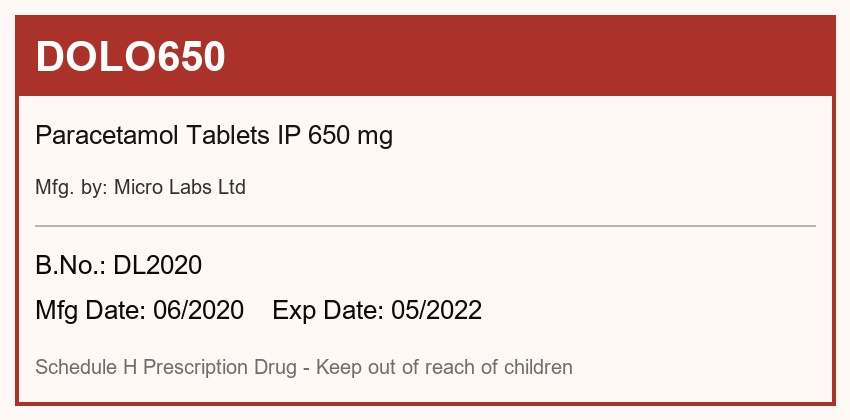 DOLO650
Paracetamol Tablets IP 650 mg
Mfg. by: Micro Labs Ltd
B.No.: DL2020
Mfg Date: 06/2020    Exp Date: 05/2022
Schedule H Prescription Drug - Keep out of reach of children